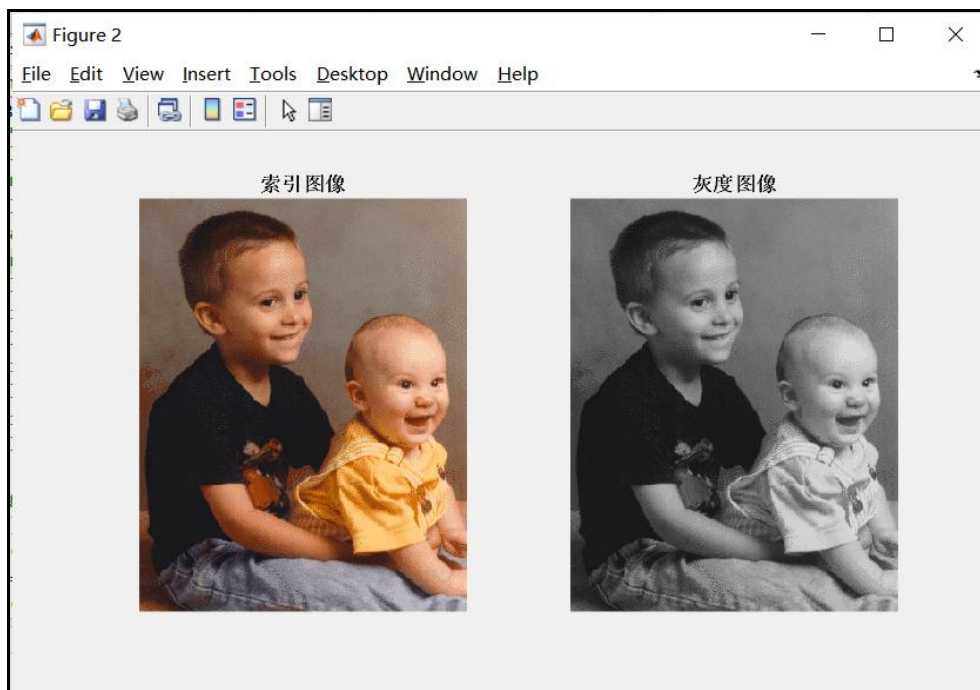 Figure 2
File Edit View Insert Tools Desktop Window Help
索引图像
灰度图像